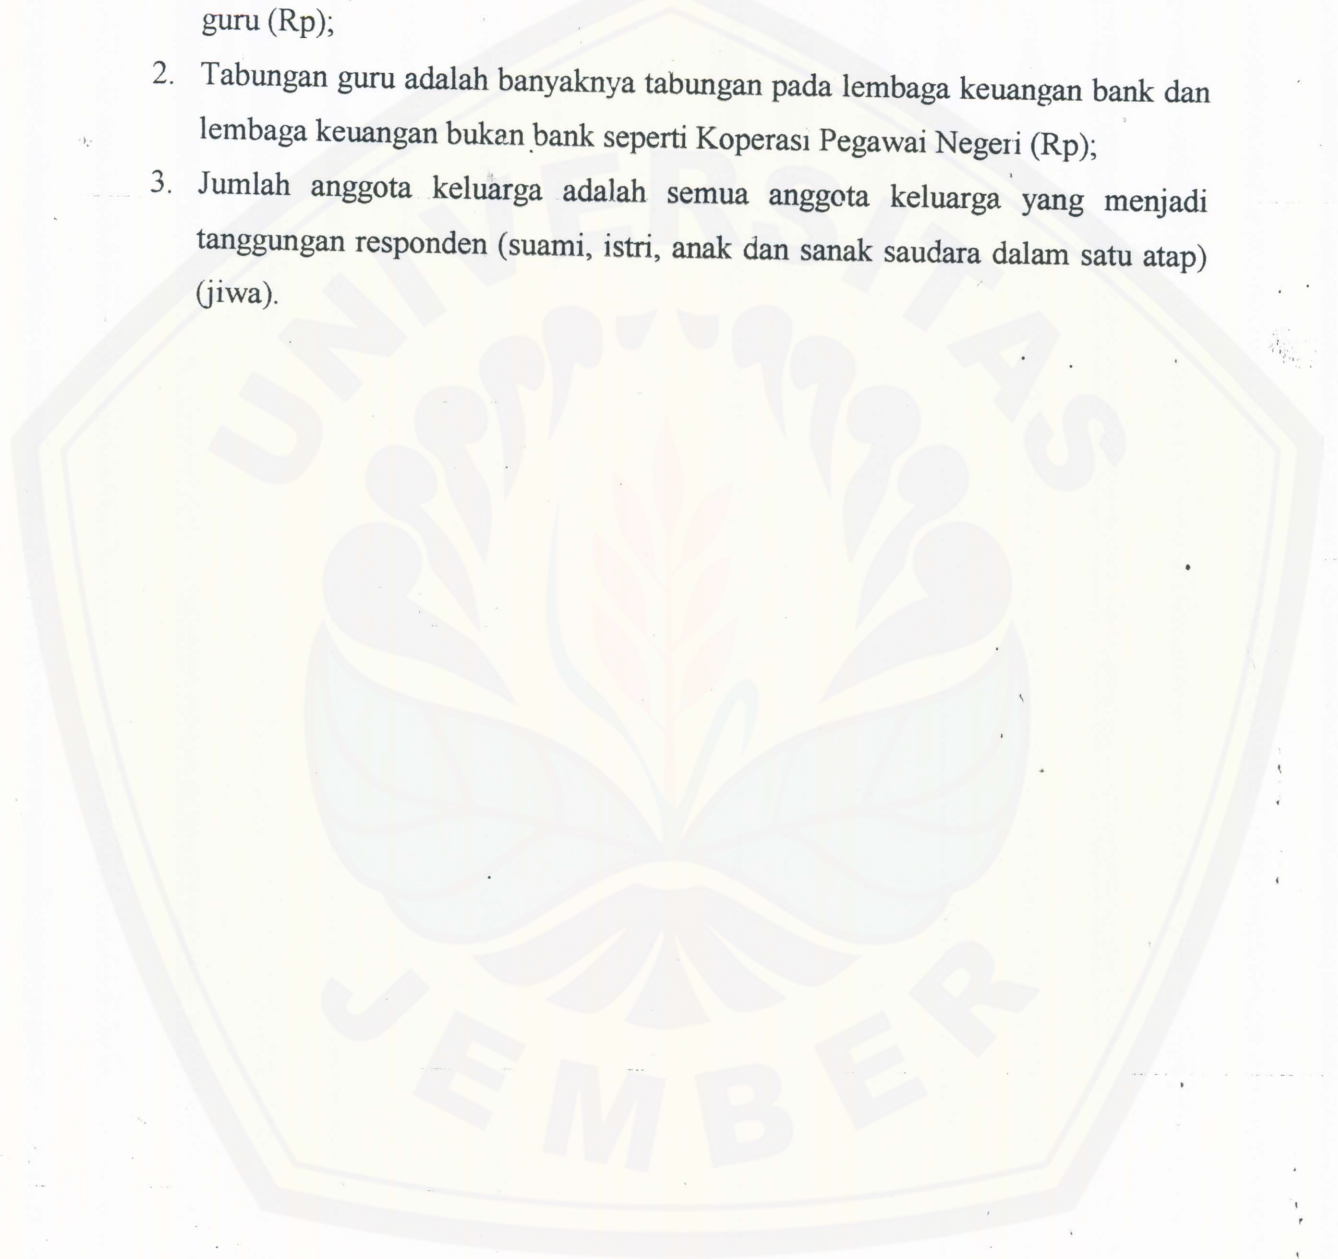 guru (Rp);
2. Tabungan guru adalah banyaknya tabungan pada lembaga keuangan bank dan
lembaga keuangan bukan bank seperti Koperasi Pegawai Negeri (Rp);
3. Jumlah anggota keluarga adalah semua anggota keluarga yang menjadi
tanggungan responden (suami, istri, anak dan sanak saudara dalam satu atap)
(jiwa).
UNIVERSITAS
JEMBER